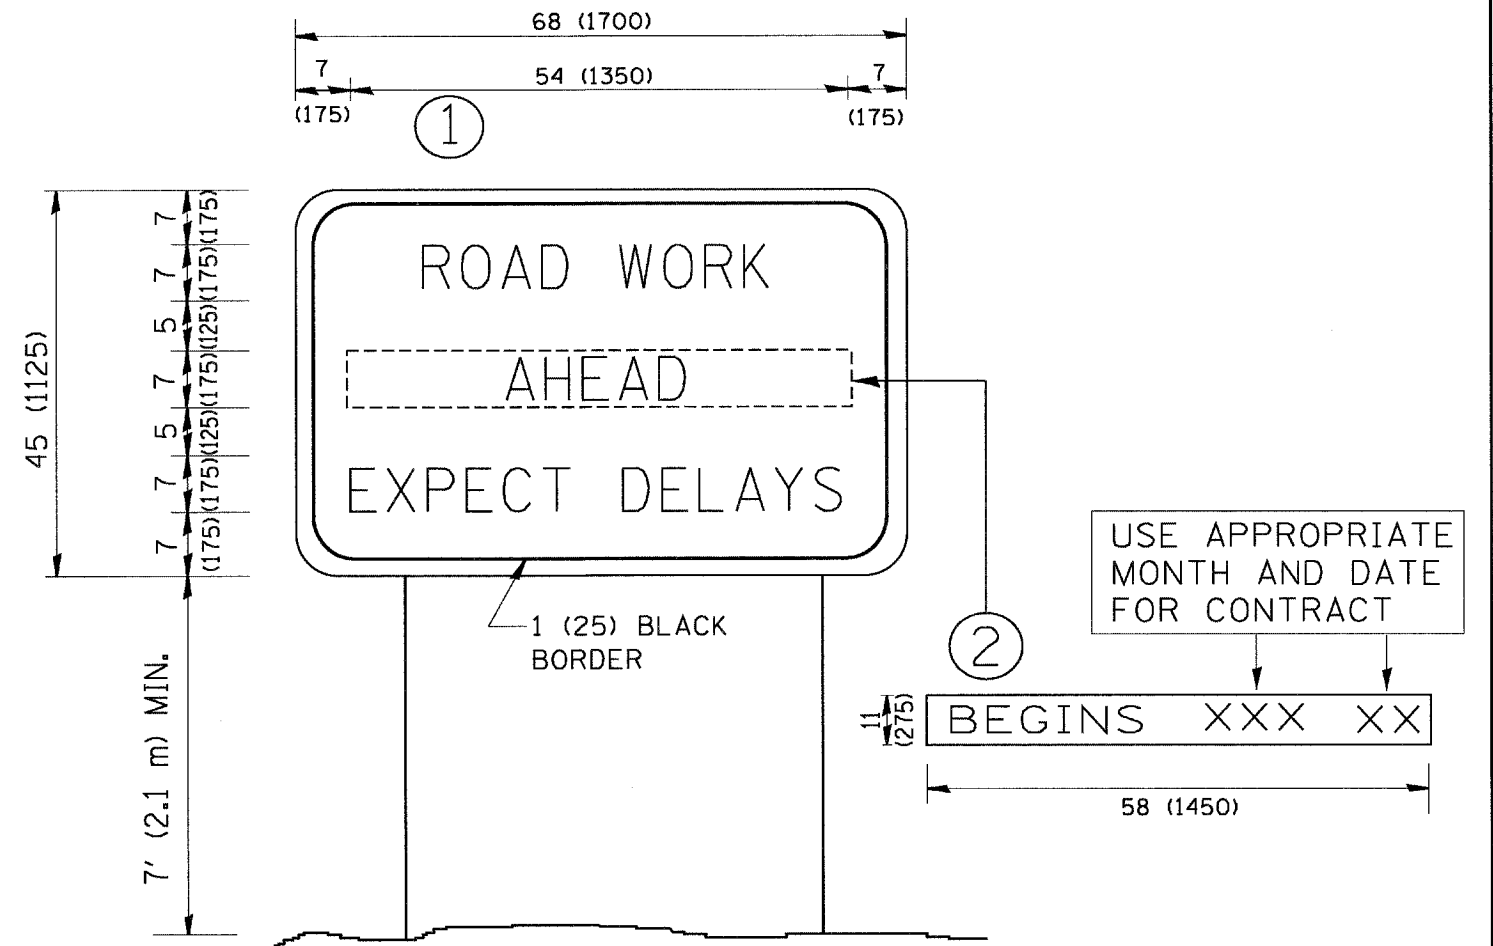 68 (1700)
7
54 (1350)
7
(175)
(175)
1
45 (1125)
7
(175)
7
(175)
5
(125)
7
(175)
5
(125)
7
(175)
7
(175)
ROAD WORK
AHEAD
EXPECT DELAYS
1 (25) BLACK
BORDER
7' (2.1 m) MIN.
2
USE APPROPRIATE
MONTH AND DATE
FOR CONTRACT
11
(275)
BEGINS XXX XX
58 (1450)